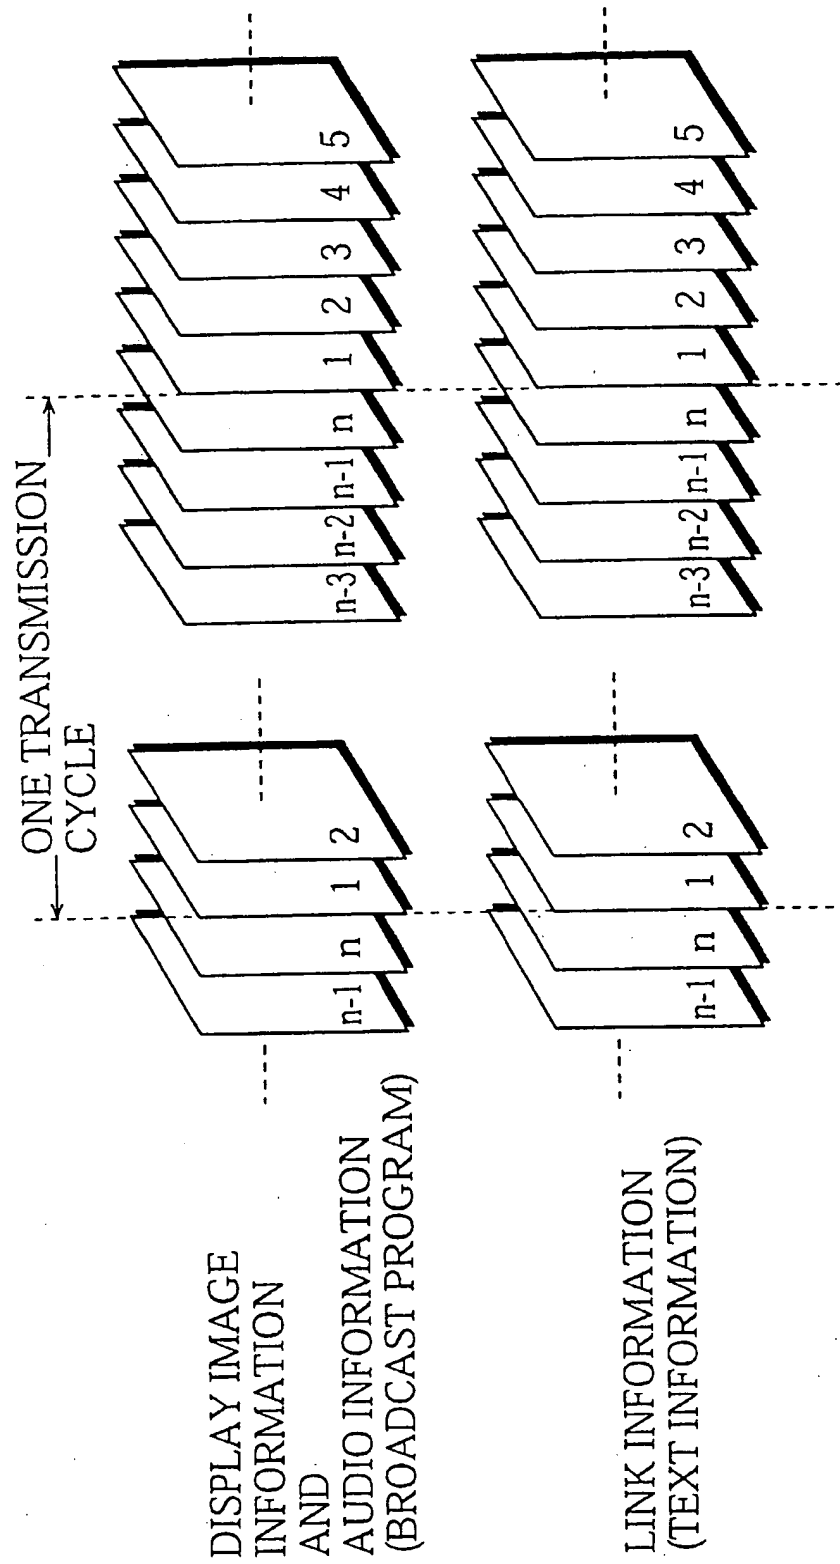 ONE TRANSMISSION
CYCLE
DISPLAY IMAGE
INFORMATION
AND
AUDIO INFORMATION
(BROADCAST PROGRAM)
n-1 n 1 2 n-3 n-2 n-1 n 1 2 3 4 5
LINK INFORMATION
(TEXT INFORMATION)
n-1 n 1 2 n-3 n-2 n-1 n 1 2 3 4 5